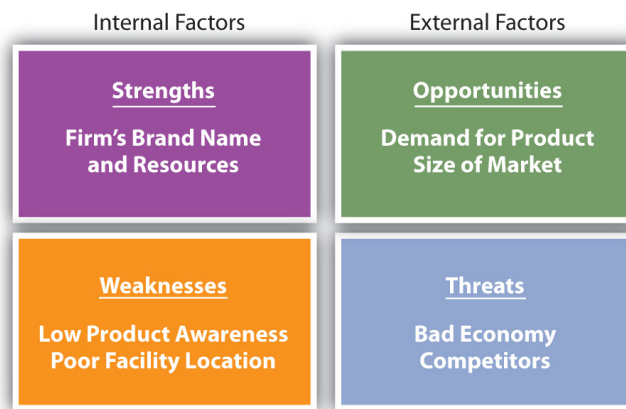 Internal Factors
External Factors
Strengths
Firm's Brand Name
and Resources
Opportunities
Demand for Product
Size of Market
Weaknesses
Low Product Awareness
Poor Facility Location
Threats
Bad Economy
Competitors